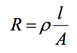 R = ρ l/A